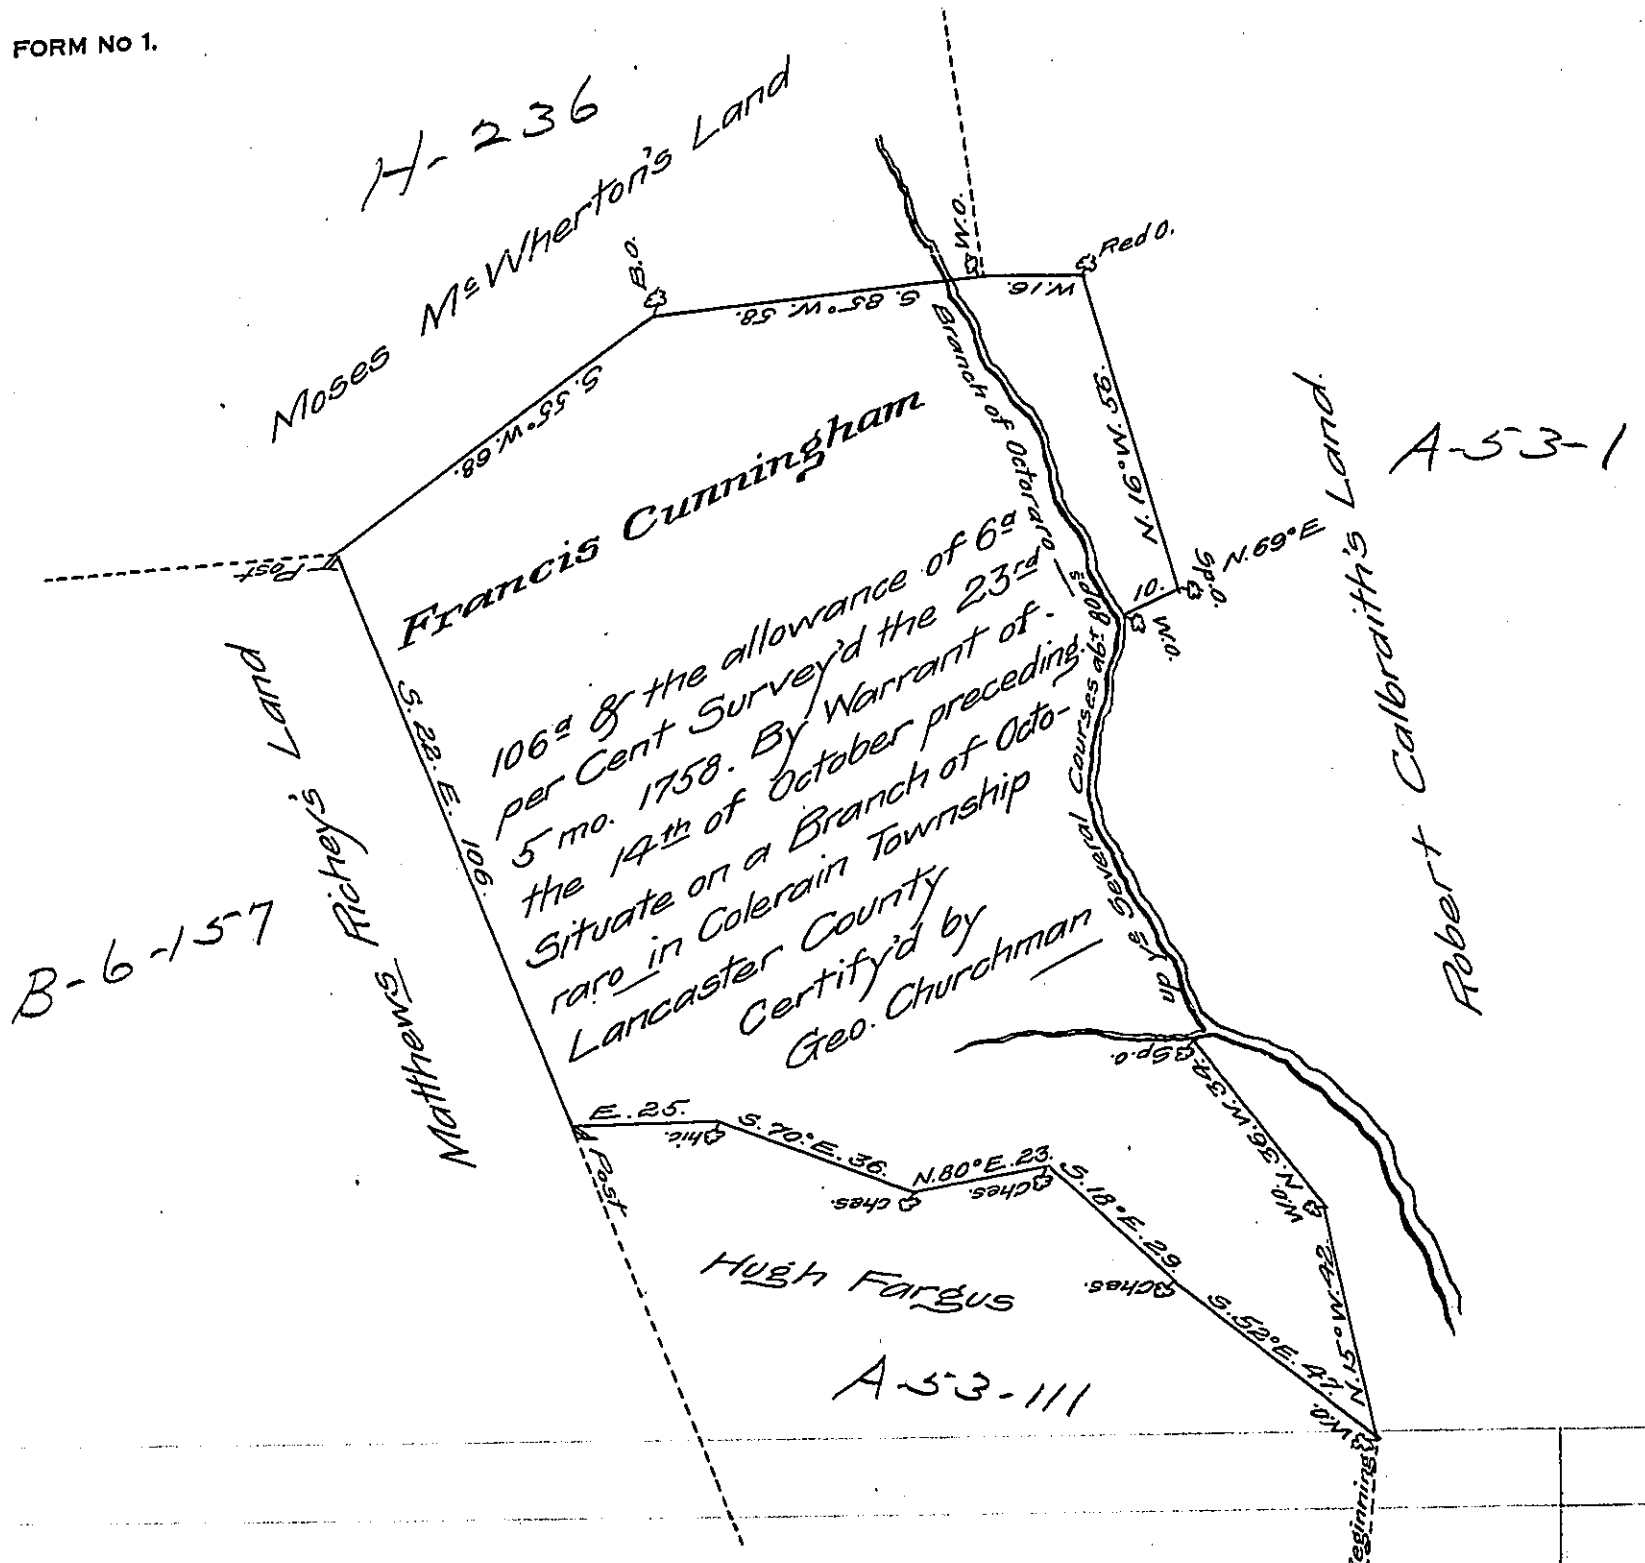 FORM No 1.
H-236
Moses McWherton's Land
B.O.
W.O.
Red O.
S. 55° W. 68.
S. 85° W. 58.
W. 16.
N. 16° W. 56.
A-53-1
Robert Calbraith's Land.
N. 69° E
10.
Sp.O.
W.O.
A Post
Francis Cunningham
106a & the allowance of 6a
per Cent Survey'd the 23rd
5 mo. 1758. By Warrant of-
the 14th of October preceding.
Situate on a Branch of Octo-
raro in Colerain Township
Lancaster County
Certify'd by
Geo. Churchman
Branch of Octoraro
up ys Several Courses abt 80ps
S. 22. E. 106.
Matthews Richey's Land
B-6-157
E. 25.
hic.
S. 70° E. 36.
ches
N. 80° E. 23.
Ches.
S. 18° E. 29.
Ches.
S. 52° E. 47.
W.O.
Sp.O.
N. 36. W. 34.
W.O.
N. 15° W. 42
A Post
Hugh Fargus
A-53-111
Beginning